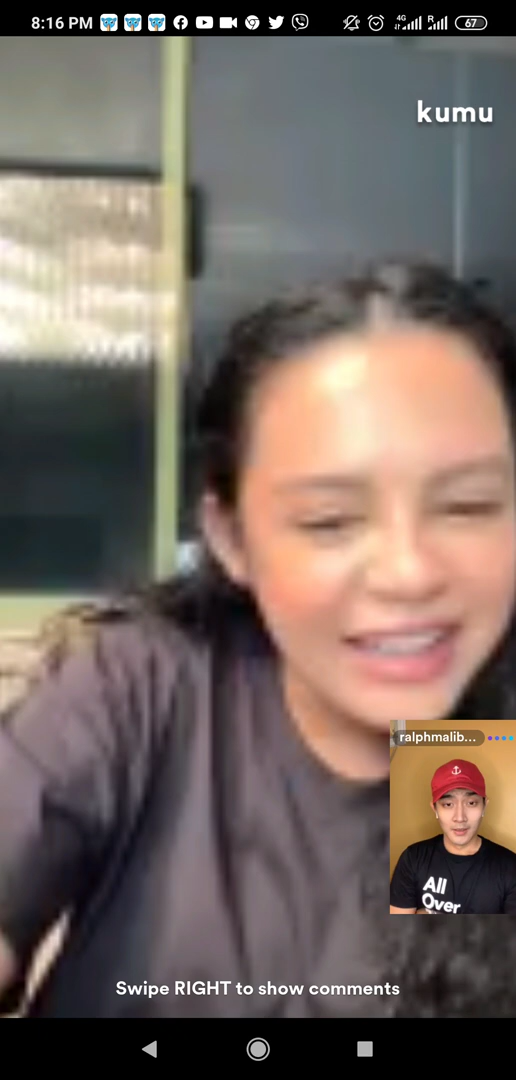 8:16 PM 4G R 67
kumu
ralphmalib...
All
Over
Swipe RIGHT to show comments